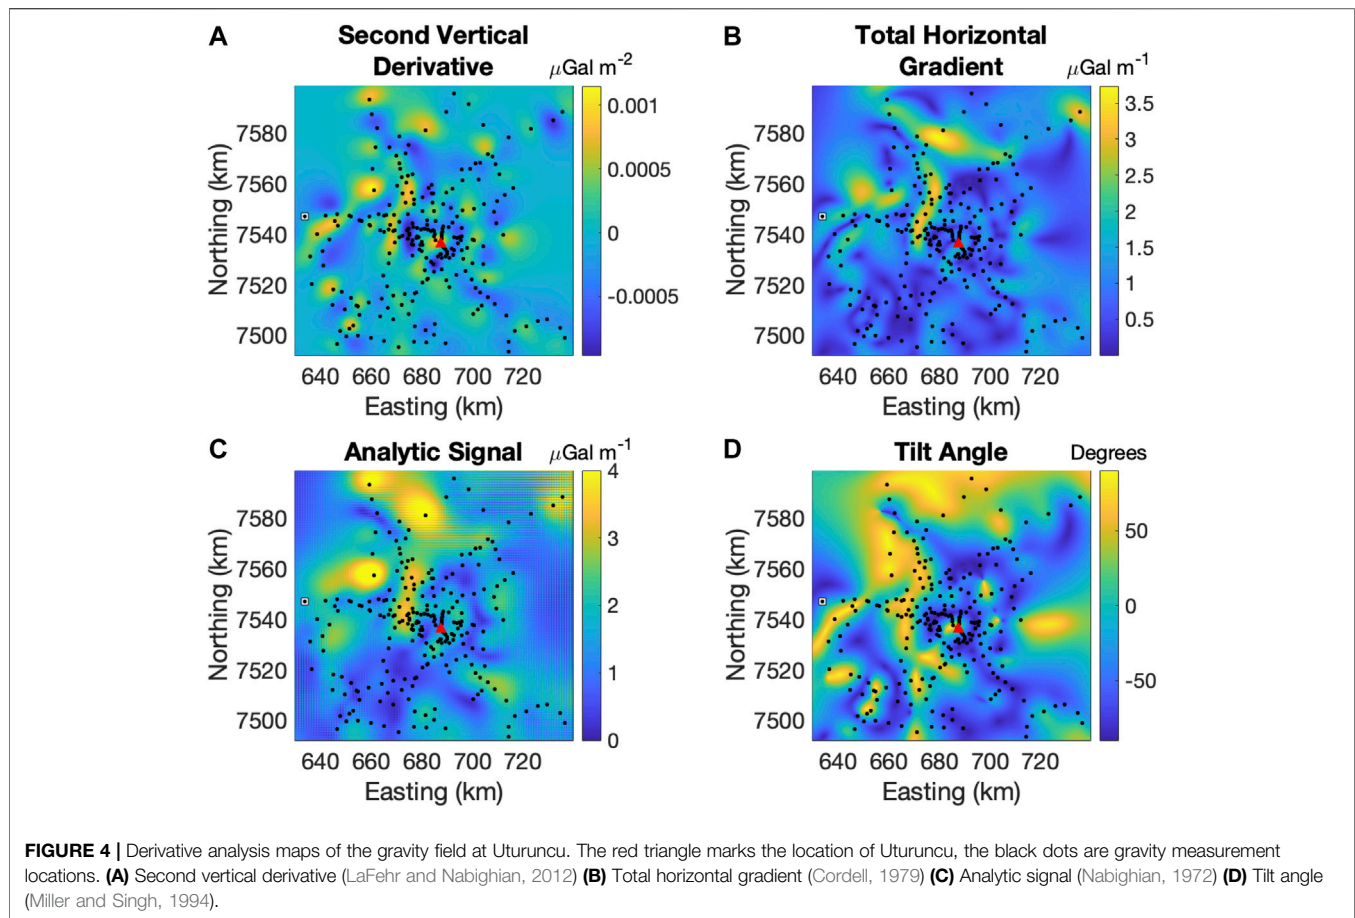 A
Second Vertical
Derivative
μGal m-2
Northing (km)
7580
7560
7540
7520
7500
640 660 680 700 720
Easting (km)
0.001
0.0005
0
-0.0005
B
Total Horizontal
Gradient
μGal m-1
Northing (km)
7580
7560
7540
7520
7500
640 660 680 700 720
Easting (km)
3.5
3
2.5
2
1.5
1
0.5
C
Analytic Signal
μGal m-1
Northing (km)
7580
7560
7540
7520
7500
640 660 680 700 720
Easting (km)
4
3
2
1
0
D
Tilt Angle
Degrees
Northing (km)
7580
7560
7540
7520
7500
640 660 680 700 720
Easting (km)
50
0
-50
FIGURE 4 | Derivative analysis maps of the gravity field at Uturuncu. The red triangle marks the location of Uturuncu, the black dots are gravity measurement
locations. (A) Second vertical derivative (LaFehr and Nabighian, 2012) (B) Total horizontal gradient (Cordell, 1979) (C) Analytic signal (Nabighian, 1972) (D) Tilt angle
(Miller and Singh, 1994).